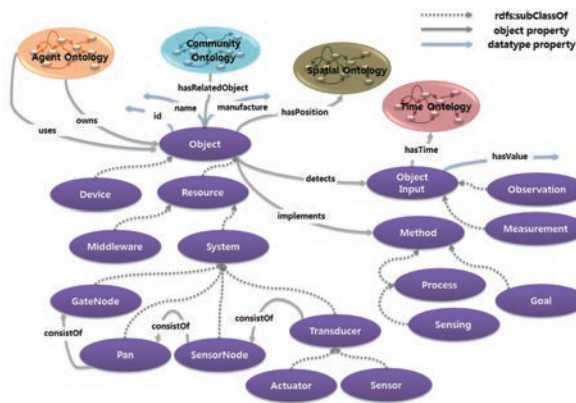 rdfs:subClassOf
object property
datatype property
Agent Ontology
Community
Ontology
Spatial Ontology
Time Ontology
hasRelatedObject
name
manufacture
id
owns
uses
hasPosition
hasTime
hasValue
Object
detects
Object
Input
Device
Resource
Observation
implements
Measurement
Middleware
System
Method
GateNode
Process
Goal
consistOf
consistOf
consistOf
Transducer
Sensing
Pan
SensorNode
Actuator
Sensor